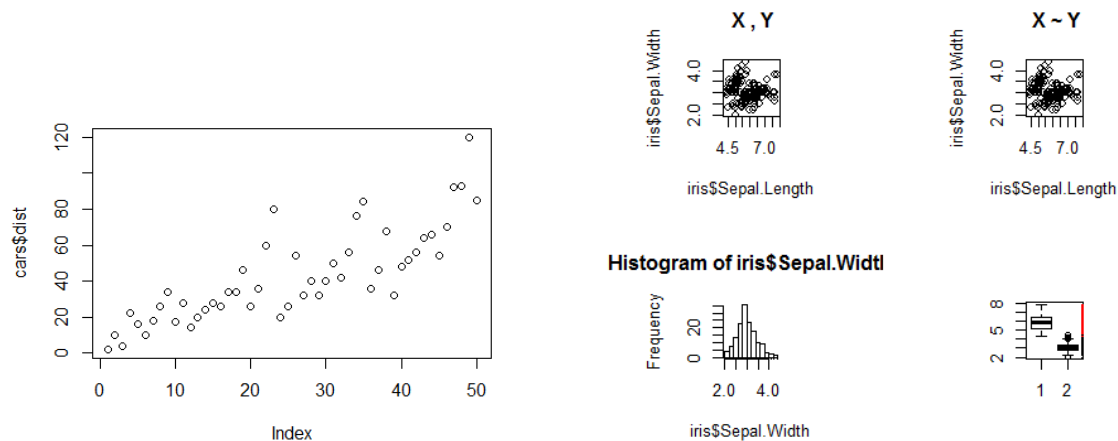 cars$dist
120
80
60
40
20
0
0 10 20 30 40 50
Index
X , Y
iris$Sepal.Width
4.0
2.0
4.5 7.0
iris$Sepal.Length
X ~ Y
iris$Sepal.Width
4.0
2.0
4.5 7.0
iris$Sepal.Length
Histogram of iris$Sepal.Widtl
Frequency
20
0
2.0 4.0
iris$Sepal.Width
8
5
2
1 2